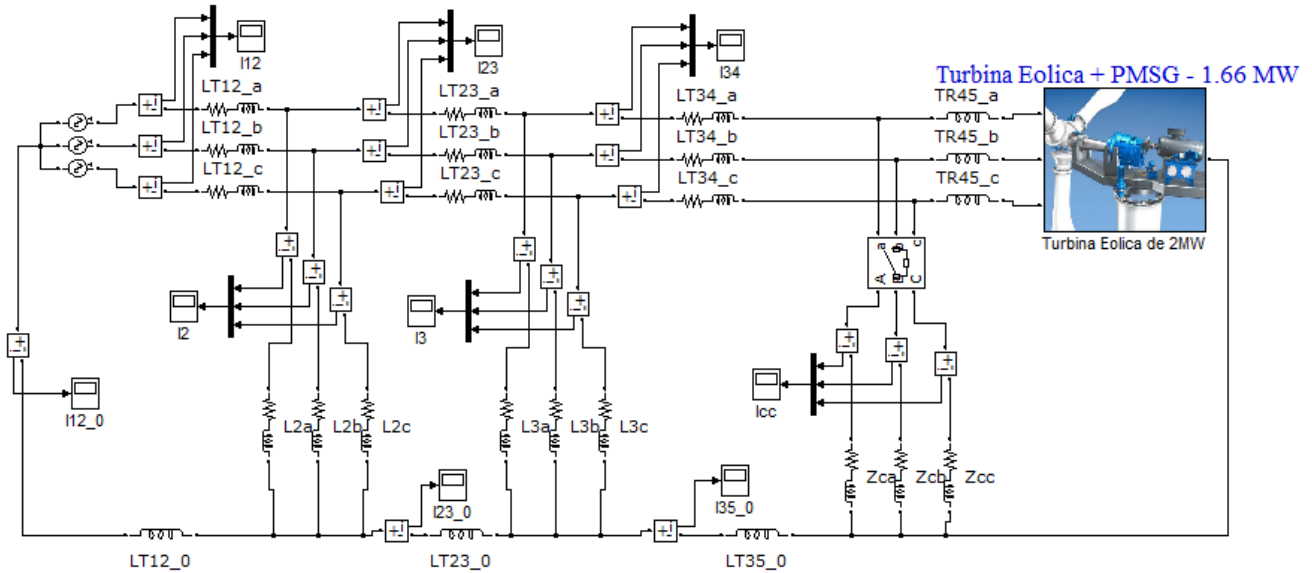 I12
I23
I34
Turbina Eolica + PMSG - 1.66 MW
LT12_a
LT23_a
LT34_a
TR45_a
LT12_b
LT23_b
LT34_b
TR45_b
LT12_c
LT23_c
LT34_c
TR45_c
Turbina Eolica de 2MW
a b c
A B C
I2
I3
Icc
I12_0
L2a L2b L2c
L3a L3b L3c
Zca Zcb Zcc
I23_0
I35_0
LT12_0
LT23_0
LT35_0